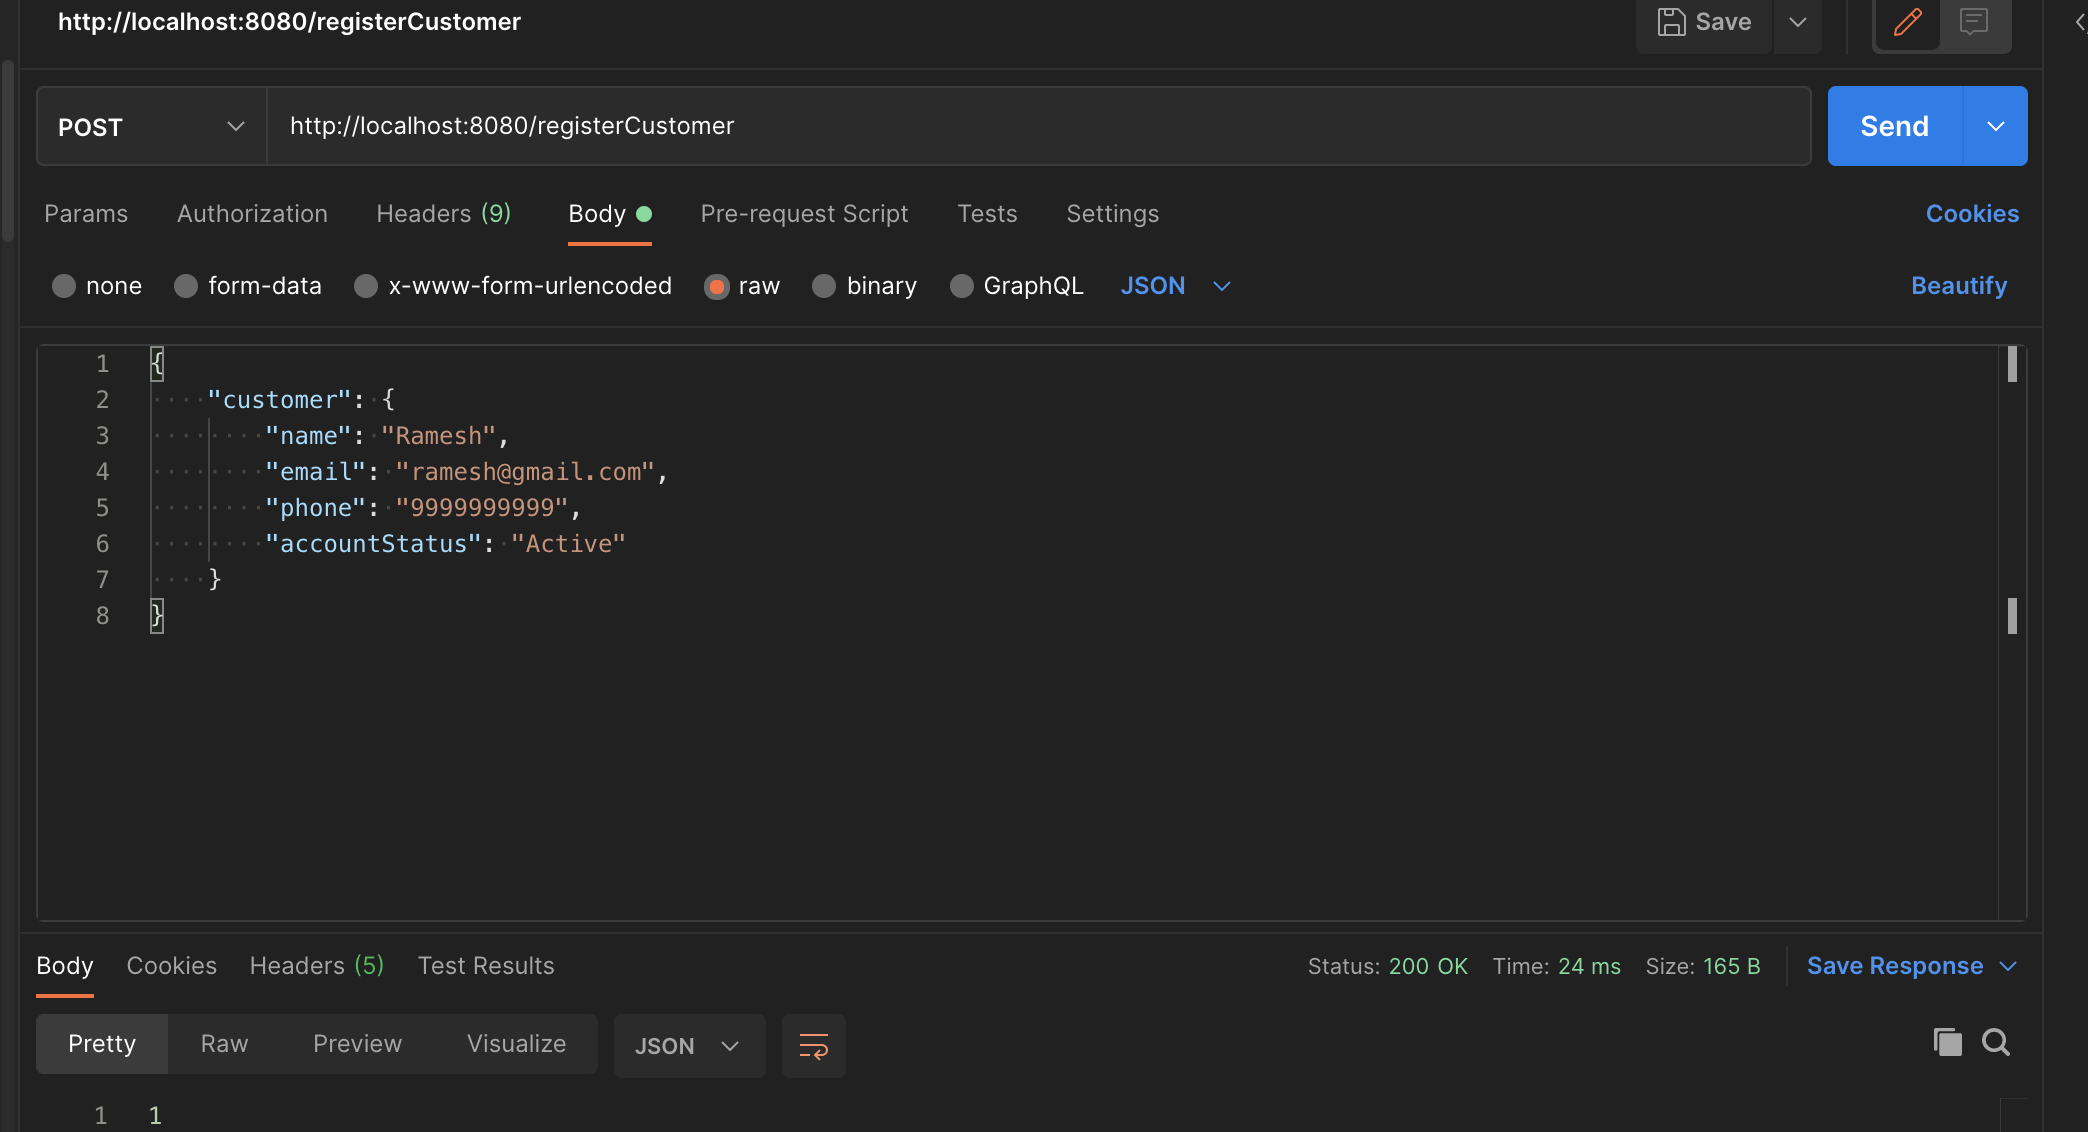 http://localhost:8080/registerCustomer Save
POST http://localhost:8080/registerCustomer Send
Params Authorization Headers (9) Body Pre-request Script Tests Settings Cookies
none form-data x-www-form-urlencoded raw binary GraphQL JSON Beautify
1 {
2 "customer": {
3 "name": "Ramesh",
4 "email": "ramesh@gmail.com",
5 "phone": "9999999999",
6 "accountStatus": "Active"
7 }
8 }
Body Cookies Headers (5) Test Results Status: 200 OK Time: 24 ms Size: 165 B Save Response
Pretty Raw Preview Visualize JSON
1 1